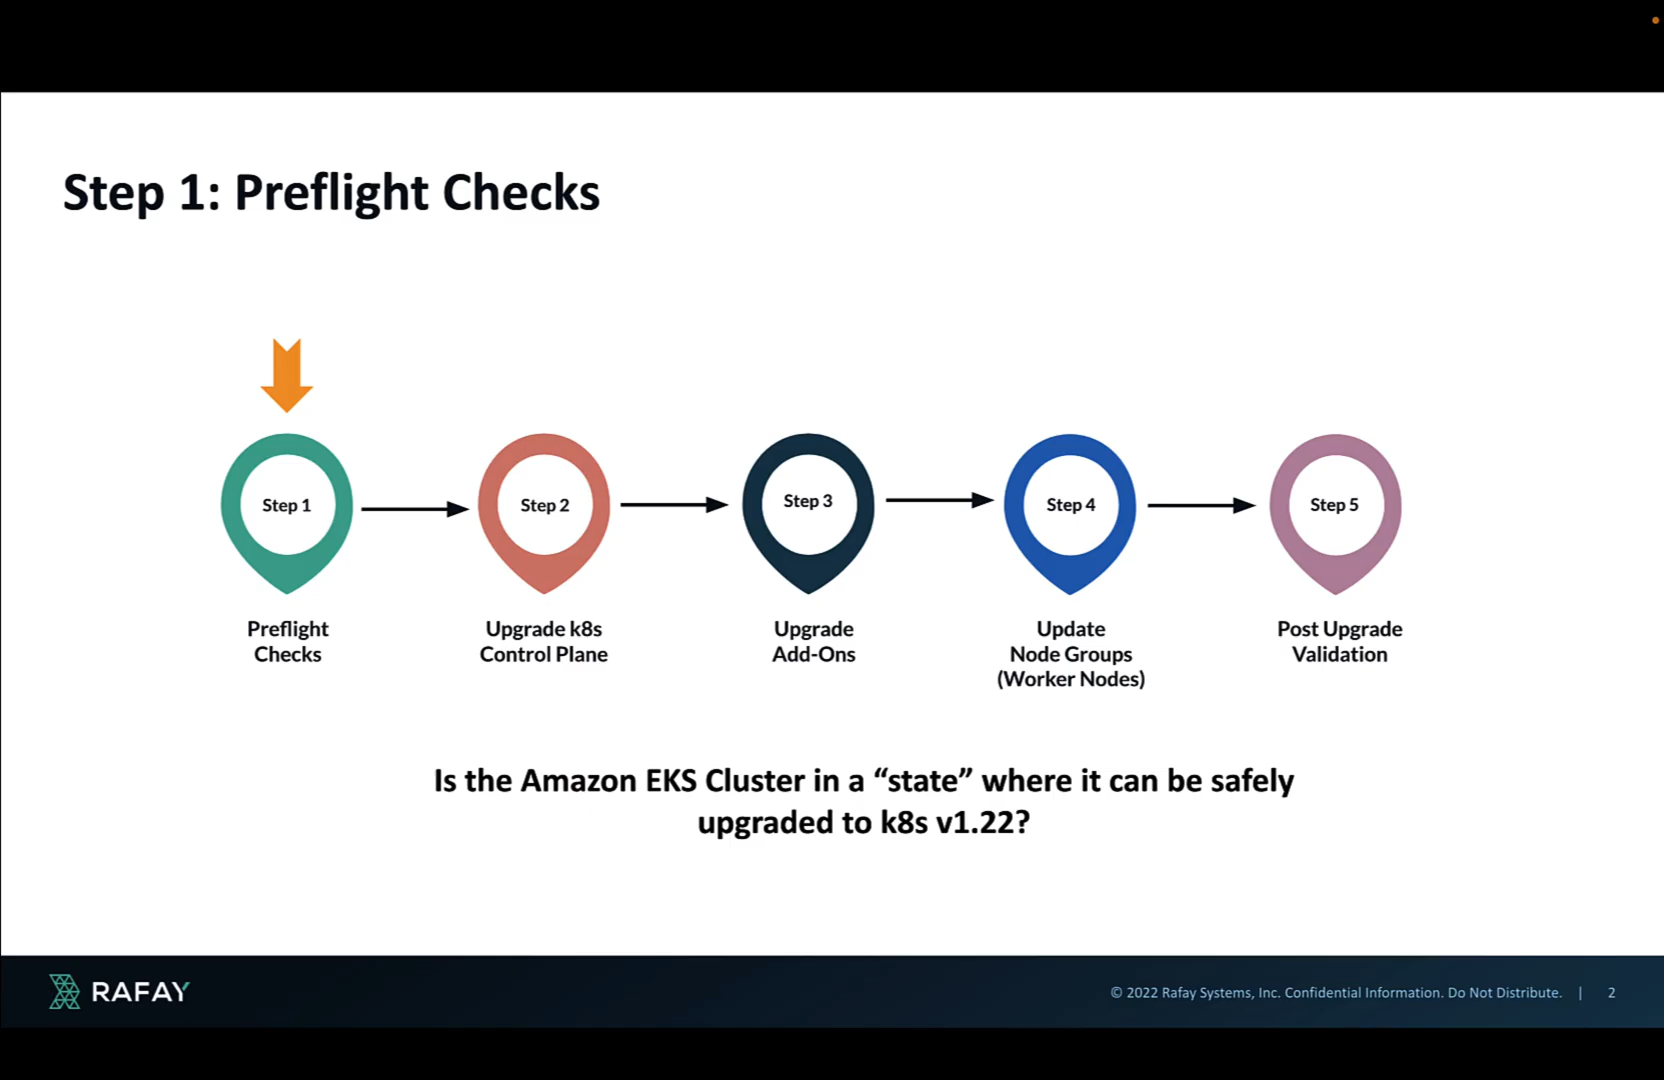 Step 1: Preflight Checks
Step 1
Step 2
Step 3
Step 4
Step 5
Preflight
Checks
Upgrade k8s
Control Plane
Upgrade
Add-Ons
Update
Node Groups
(Worker Nodes)
Post Upgrade
Validation
Is the Amazon EKS Cluster in a “state” where it can be safely
upgraded to k8s v1.22?
RAFAY
© 2022 Rafay Systems, Inc. Confidential Information. Do Not Distribute. | 2